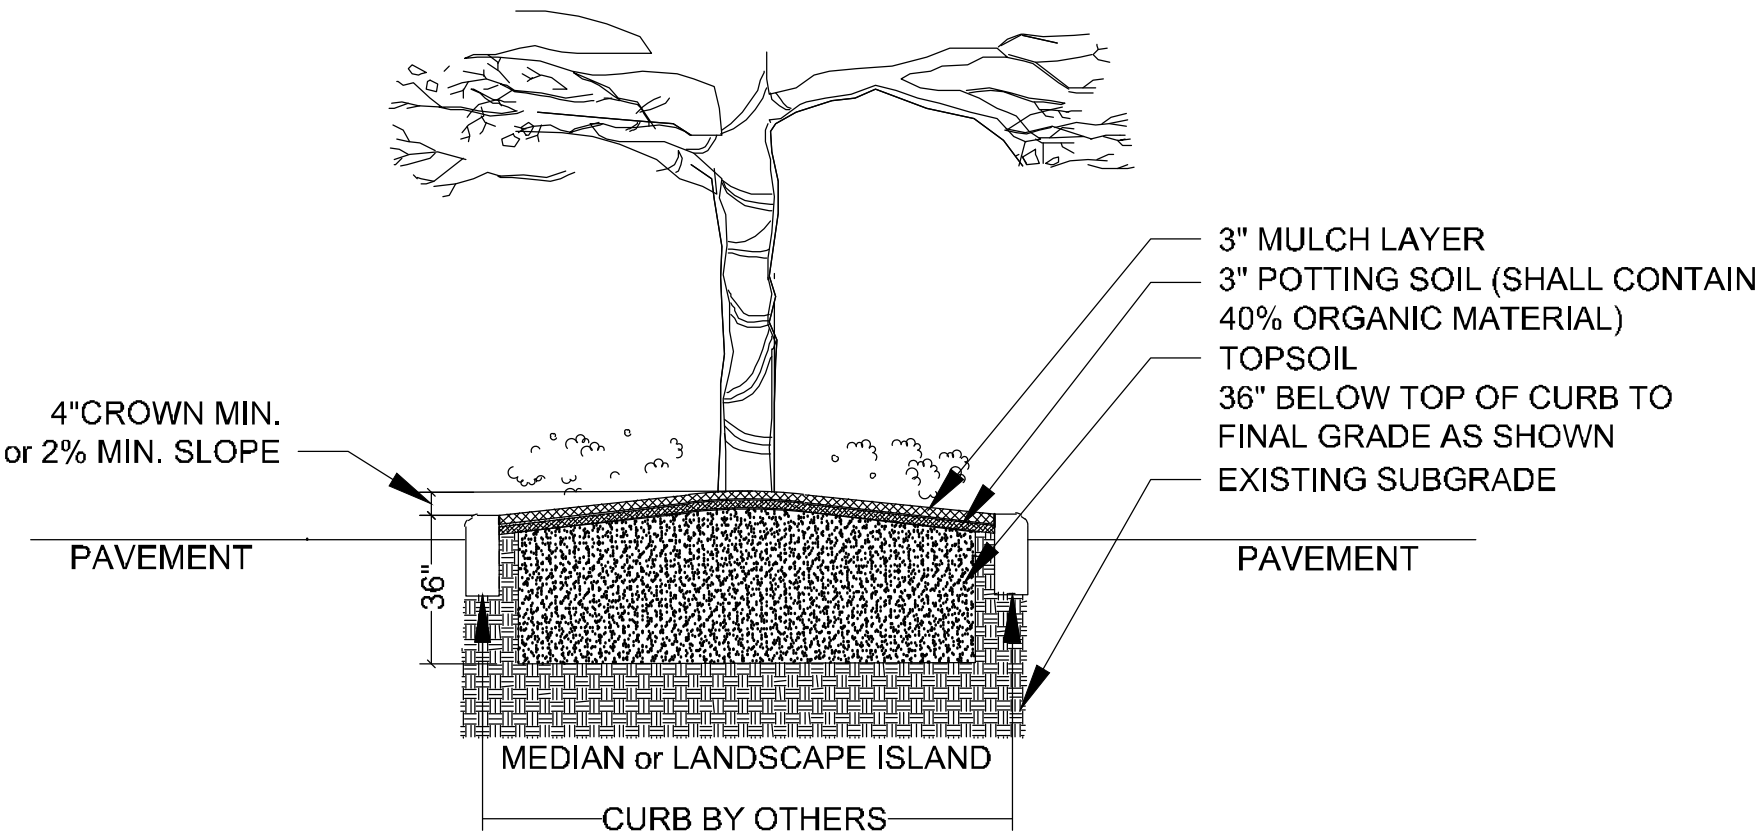 3" MULCH LAYER
3" POTTING SOIL (SHALL CONTAIN
40% ORGANIC MATERIAL)
TOPSOIL
36" BELOW TOP OF CURB TO
FINAL GRADE AS SHOWN
EXISTING SUBGRADE
4"CROWN MIN.
or 2% MIN. SLOPE
PAVEMENT
36"
PAVEMENT
MEDIAN or LANDSCAPE ISLAND
CURB BY OTHERS